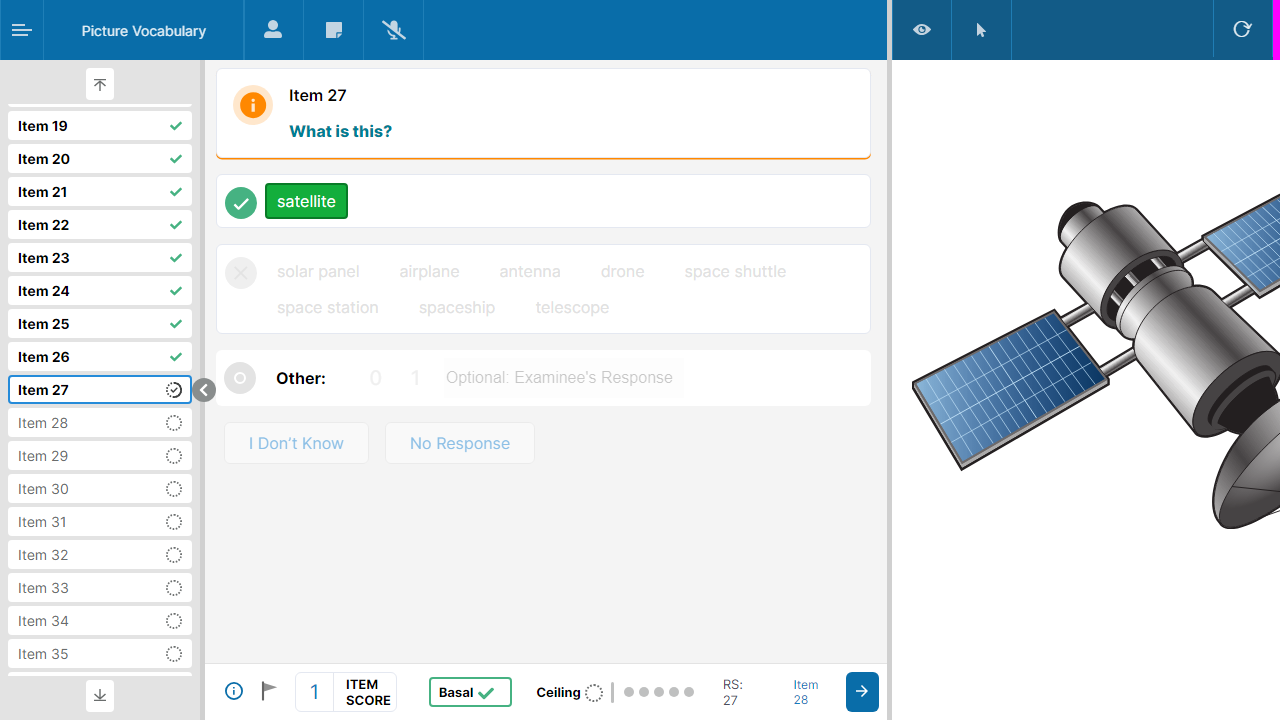 Picture Vocabulary
Item 19
Item 20
Item 21
Item 22
Item 23
Item 24
Item 25
Item 26
Item 27
Item 28
Item 29
Item 30
Item 31
Item 32
Item 33
Item 34
Item 35
Item 27
What is this?
satellite
solar panel airplane antenna drone space shuttle
space station spaceship telescope
Other: 0 1 Optional: Examinee's Response
I Don't Know No Response
1 ITEM SCORE
Basal
Ceiling
RS: 27
Item 28